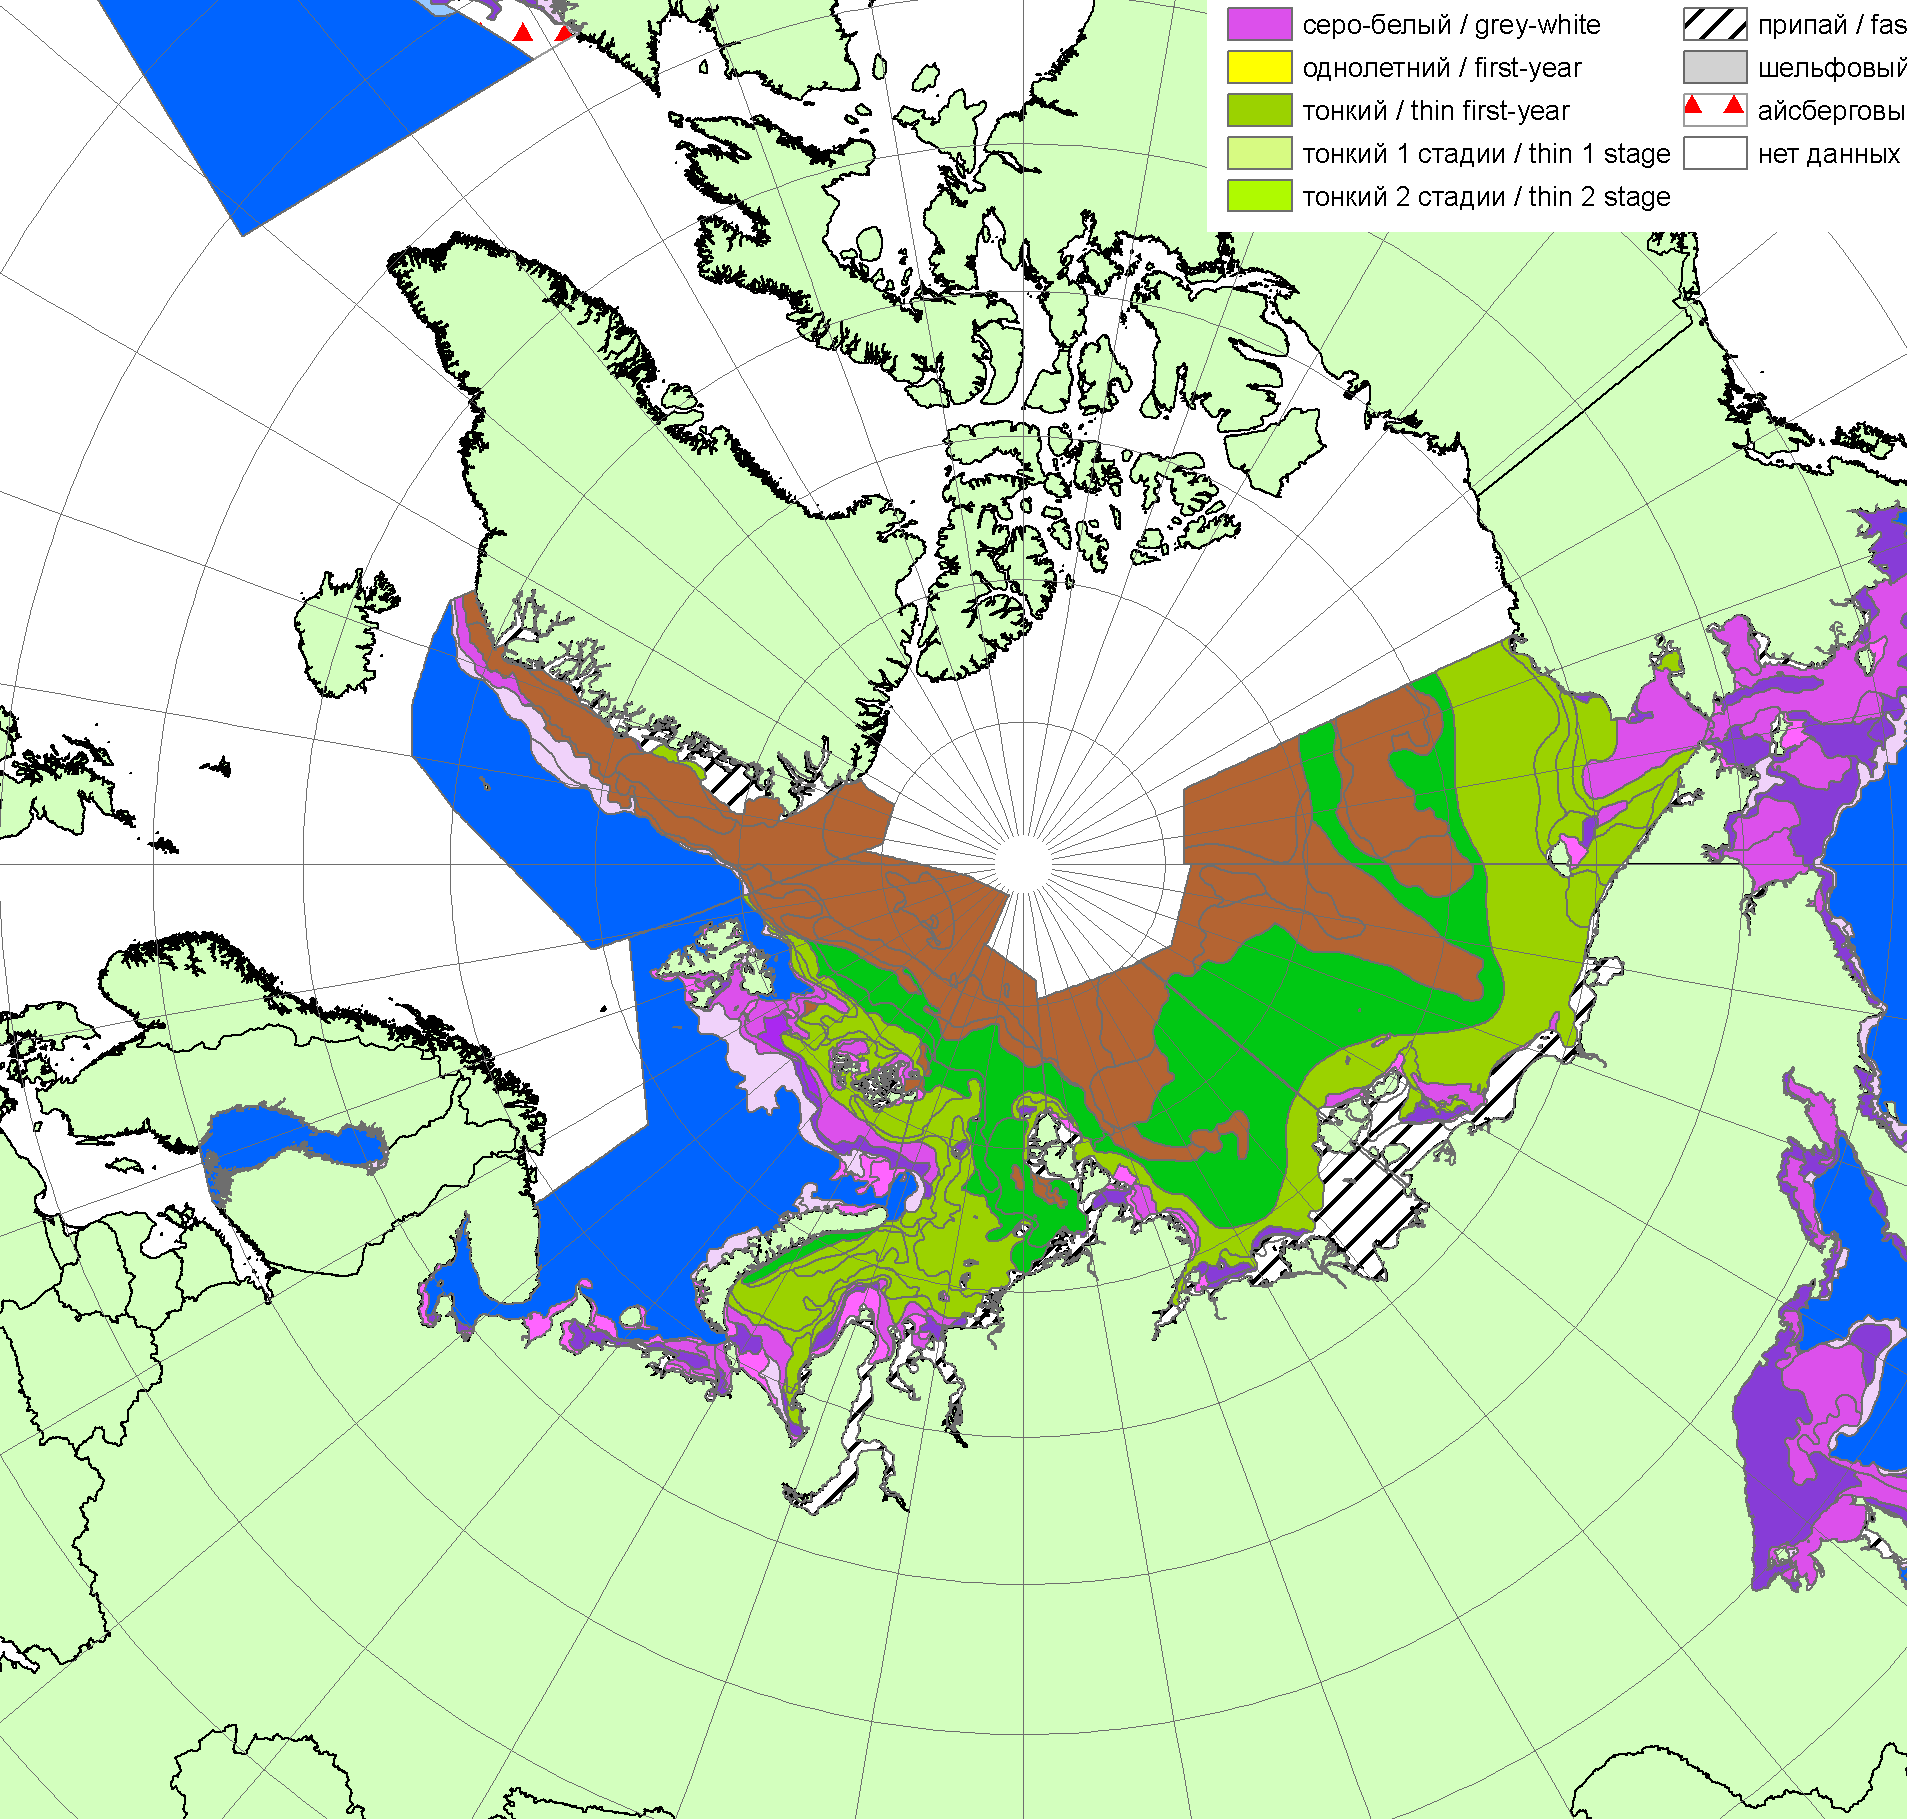 серо-белый / grey-white
однолетний / first-year
тонкий / thin first-year
тонкий 1 стадии / thin 1 stage
тонкий 2 стадии / thin 2 stage
припай / fas
шельфовый
айсберговы
нет данных